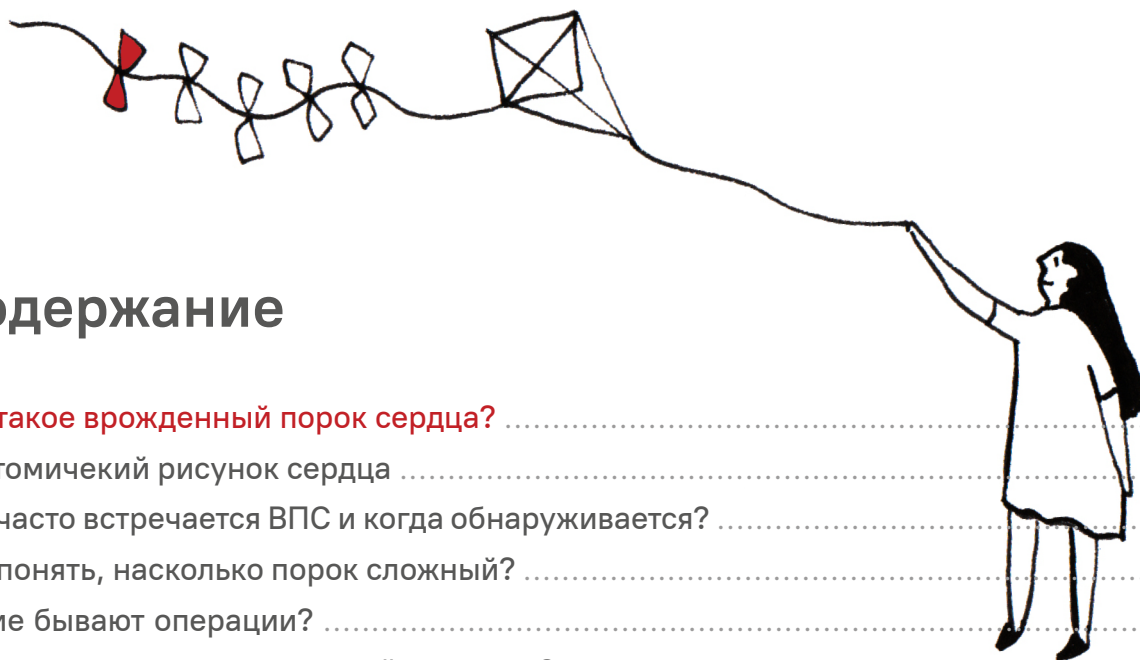 одержание
такое врожденный порок сердца?
томичекий рисунок сердца
часто встречается ВПС и когда обнаруживается?
понять, насколько порок сложный?
ие бывают операции?